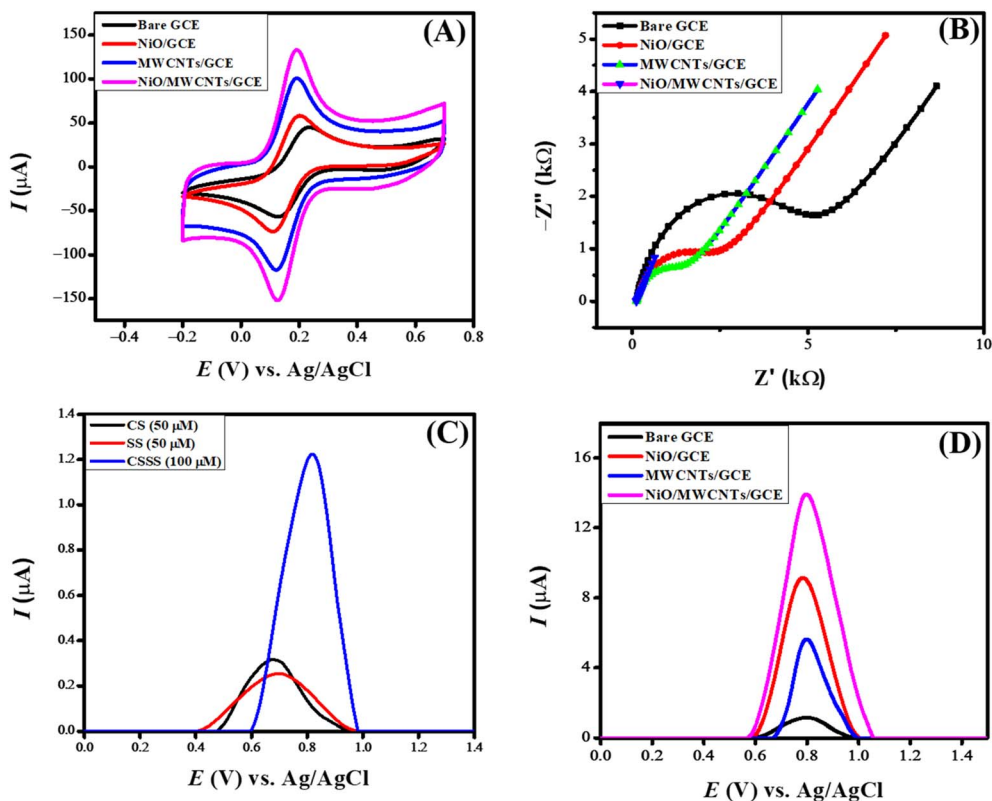 Bare GCE
NiO/GCE
MWCNTs/GCE
NiO/MWCNTs/GCE
(A)
150
100
50
0
−50
−100
−150
I (μA)
−0.4
−0.2
0.0
0.2
0.4
0.6
0.8
E (V) vs. Ag/AgCl
Bare GCE
NiO/GCE
MWCNTs/GCE
NiO/MWCNTs/GCE
(B)
5
4
3
2
1
0
−Z" (kΩ)
0
5
10
Z' (kΩ)
CS (50 μM)
SS (50 μM)
CSSS (100 μM)
(C)
1.4
1.2
1.0
0.8
0.6
0.4
0.2
0.0
I (μA)
0.0
0.2
0.4
0.6
0.8
1.0
1.2
1.4
E (V) vs. Ag/AgCl
Bare GCE
NiO/GCE
MWCNTs/GCE
NiO/MWCNTs/GCE
(D)
16
12
8
4
0
I (μA)
0.0
0.2
0.4
0.6
0.8
1.0
1.2
1.4
E (V) vs. Ag/AgCl